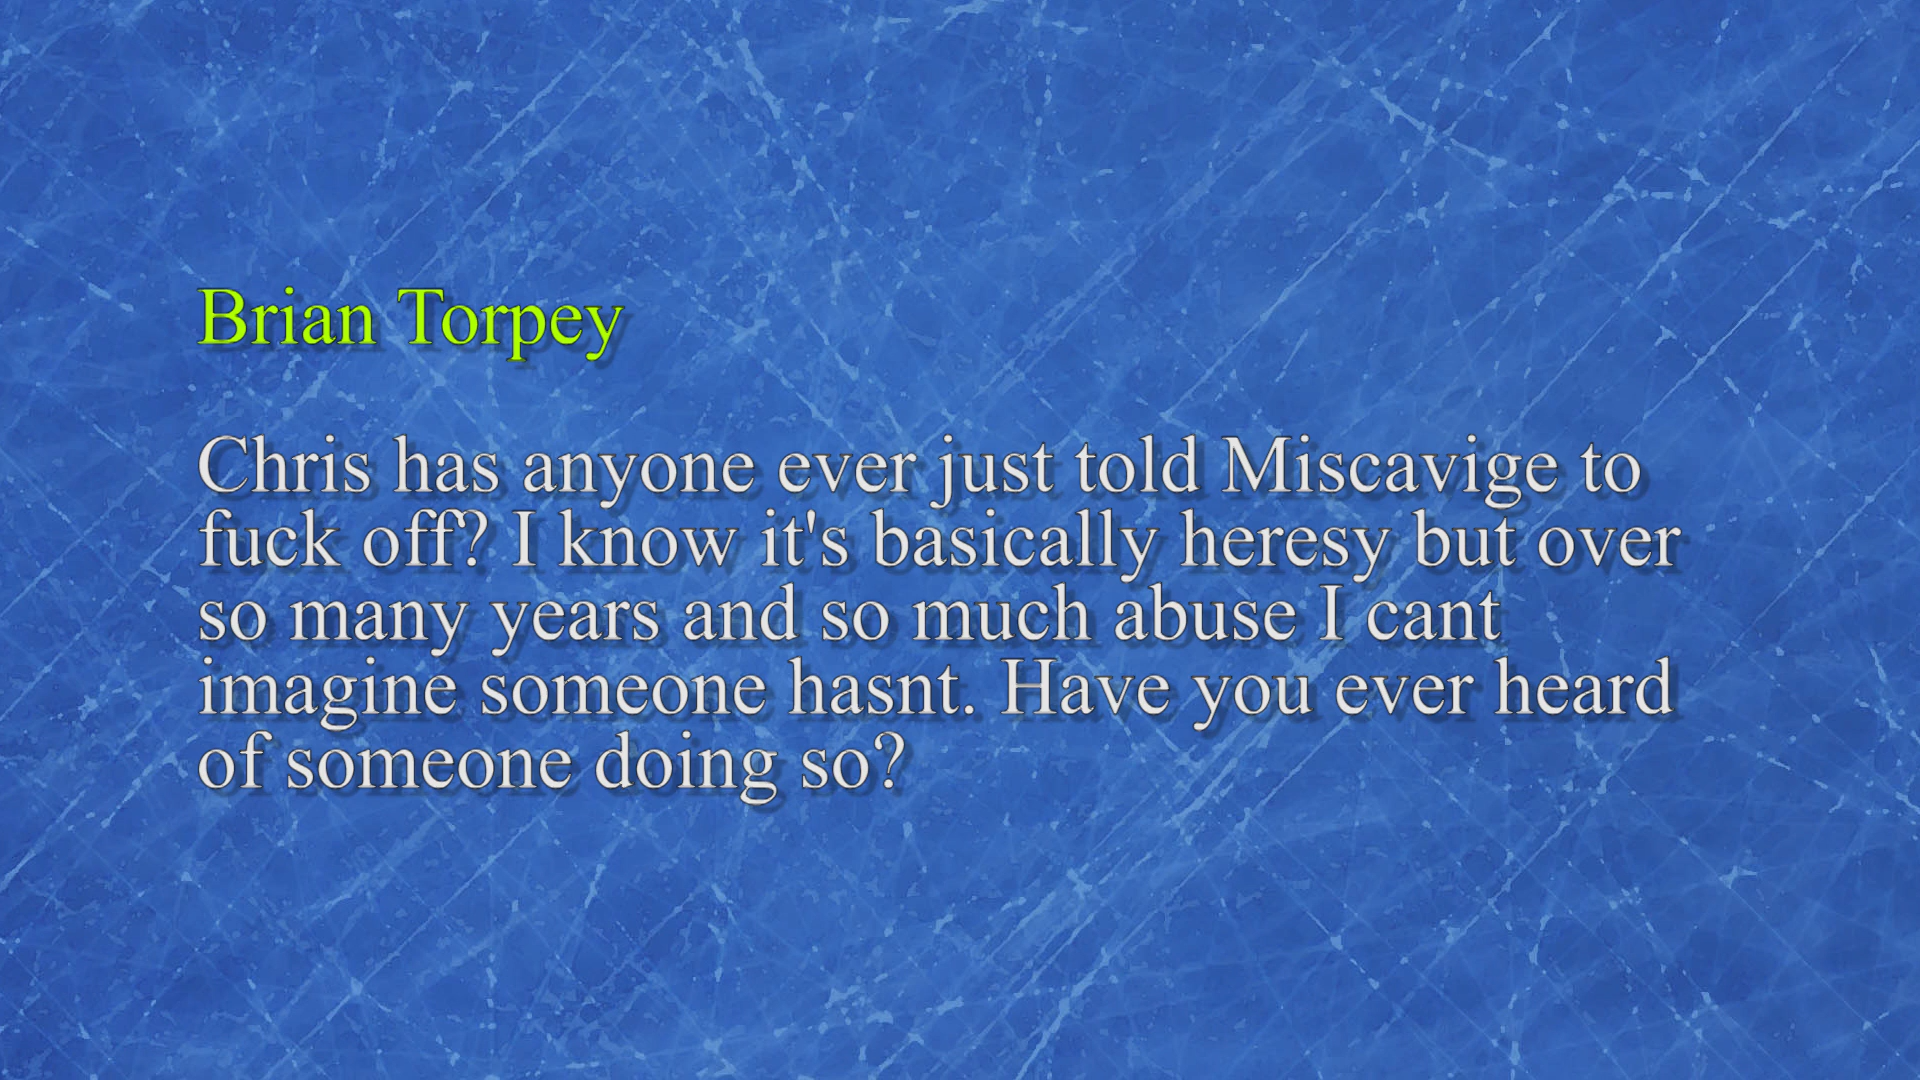 Brian Torpey
Chris has anyone ever just told Miscavige to
fuck off? I know it's basically heresy but over
so many years and so much abuse I cant
imagine someone hasnt. Have you ever heard
of someone doing so?